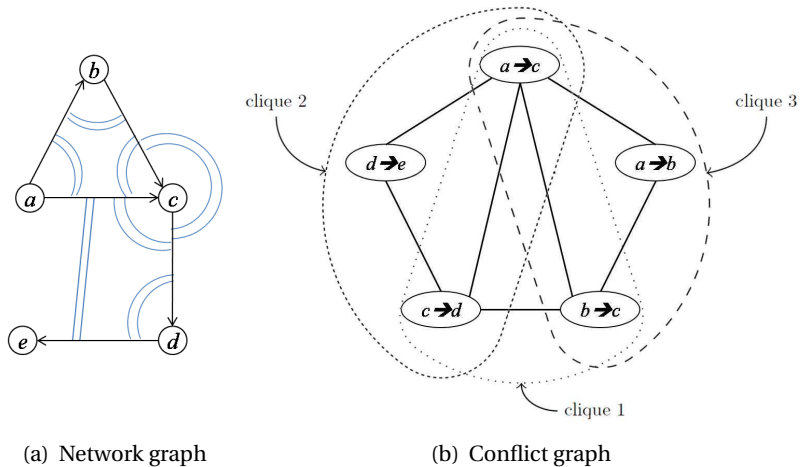 b
a
c
e
d
(a) Network graph
a➔c
clique 2
clique 3
d➔e
a➔b
c➔d
b➔c
clique 1
(b) Conflict graph